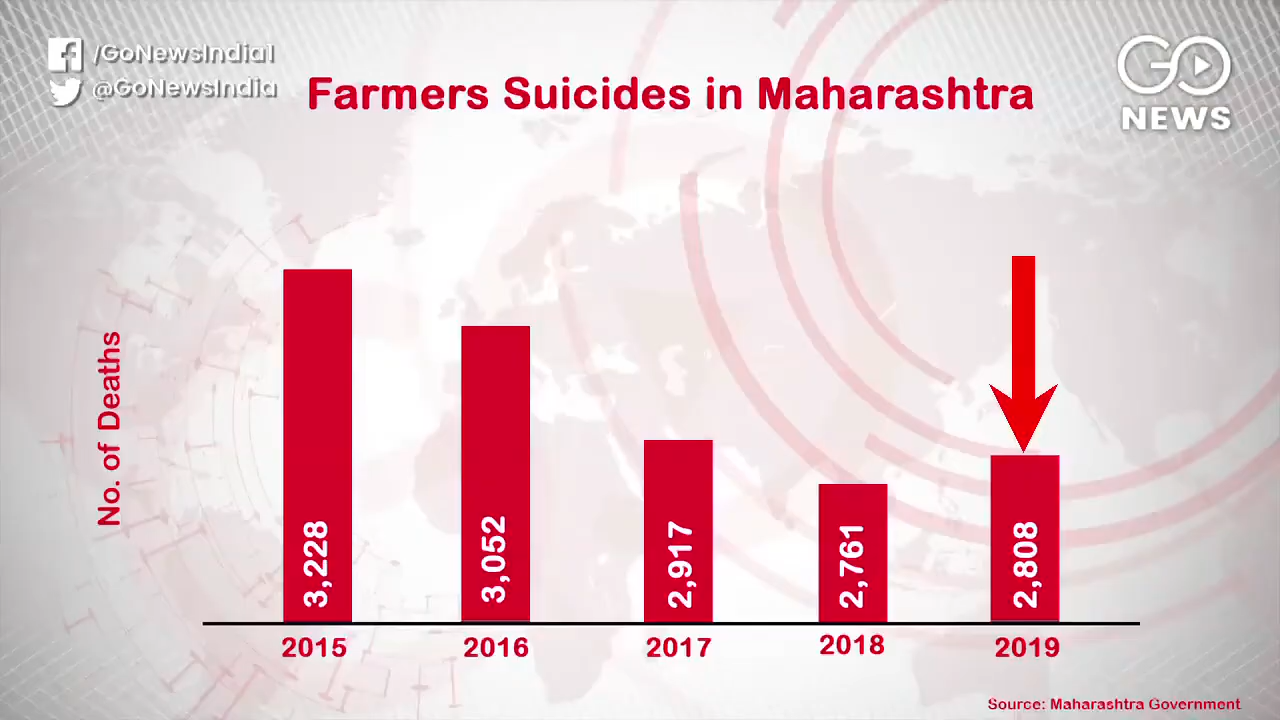 /GoNewsIndia1
@GoNewsIndia
GO
NEWS
Farmers Suicides in Maharashtra
No. of Deaths
3,228
3,052
2,917
2,761
2,808
2015
2016
2017
2018
2019
Source: Maharashtra Government